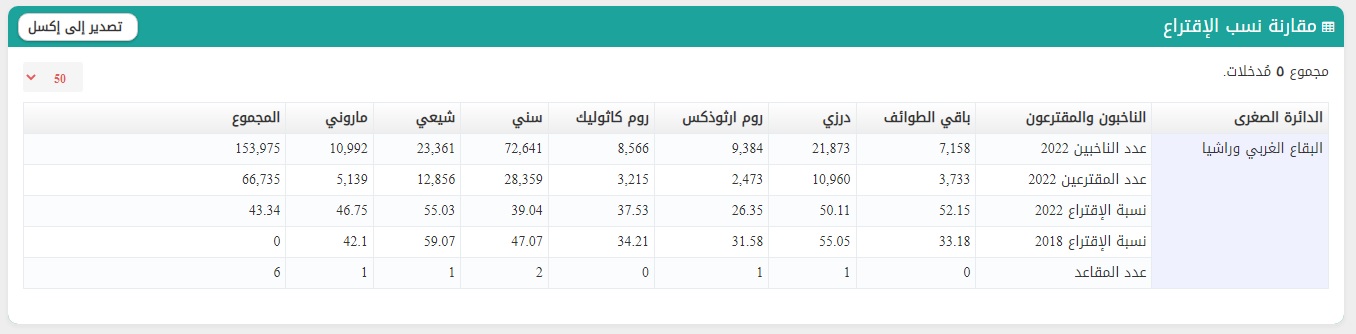 مقارنة نسب الإقتراع
تصدير إلى إكسل
مجموع ٥ مُدخلات.
50
الدائرة الصغرى الناخبون والمقترعون باقي الطوائف درزي روم ارثوذكس روم كاثوليك سني شيعي ماروني المجموع
البقاع الغربي وراشيا عدد الناخبين 2022 7,158 21,873 9,384 8,566 72,641 23,361 10,992 153,975
عدد المقترعين 2022 3,733 10,960 2,473 3,215 28,359 12,856 5,139 66,735
نسبة الإقتراع 2022 52.15 50.11 26.35 37.53 39.04 55.03 46.75 43.34
نسبة الإقتراع 2018 33.18 55.05 31.58 34.21 47.07 59.07 42.1 0
عدد المقاعد 0 1 1 0 2 1 1 6